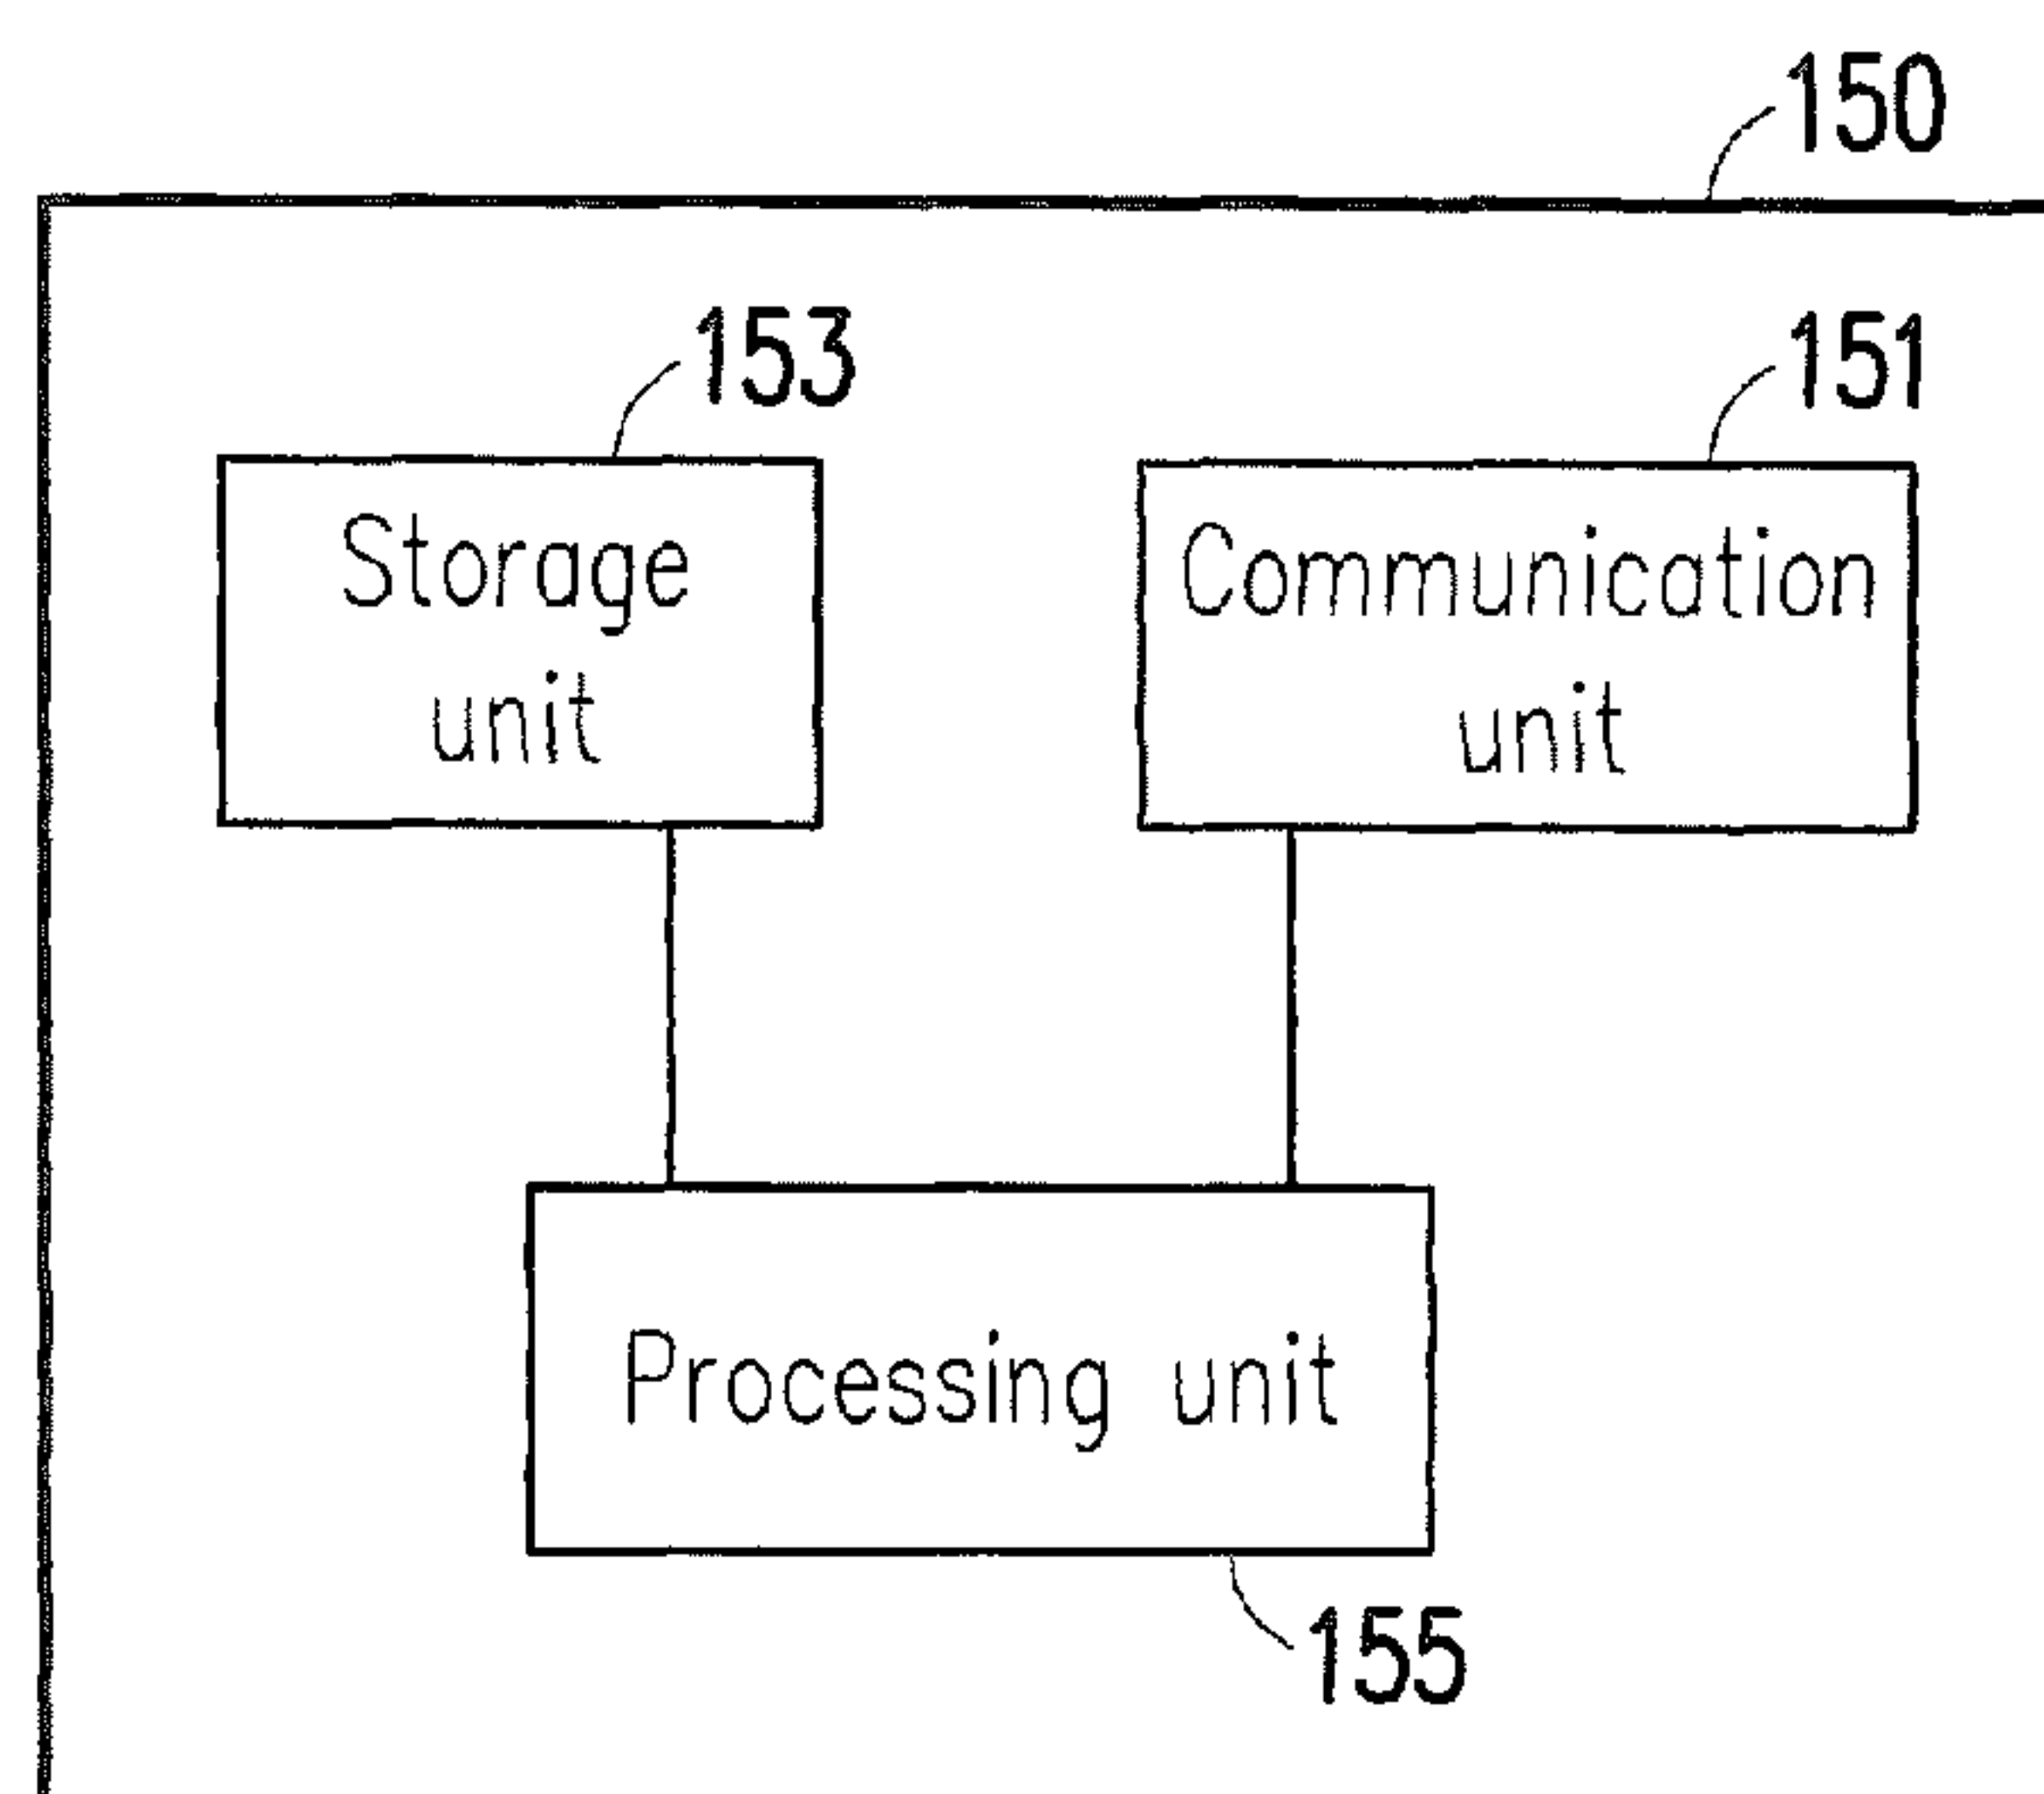 150
153
151
Storage
unit
Communication
unit
Processing unit
155